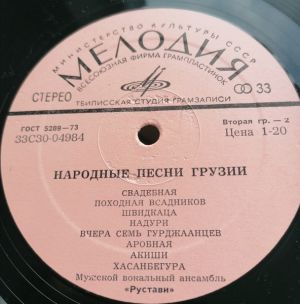 МИНИСТЕРСТВО КУЛЬТУРЫ СССР
МЕЛОДИЯ
ВСЕСОЮЗНАЯ ФИРМА ГРАМПЛАСТИНОК
СТЕРЕО
33
ТБИЛИССКАЯ СТУДИЯ ГРАМЗАПИСИ
ГОСТ 5289—73
Вторая гр. — 2
33С30-04984
Цена 1-20
НАРОДНЫЕ ПЕСНИ ГРУЗИИ
СВАДЕБНАЯ
ПОХОДНАЯ ВСАДНИКОВ
ШВИДКАЦА
НАДУРИ
ВЧЕРА СЕМЬ ГУРДЖААНЦЕВ
АРОБНАЯ
АКИШИ
ХАСАНБЕГУРА
Мужской вокальный ансамбль
«Рустави»